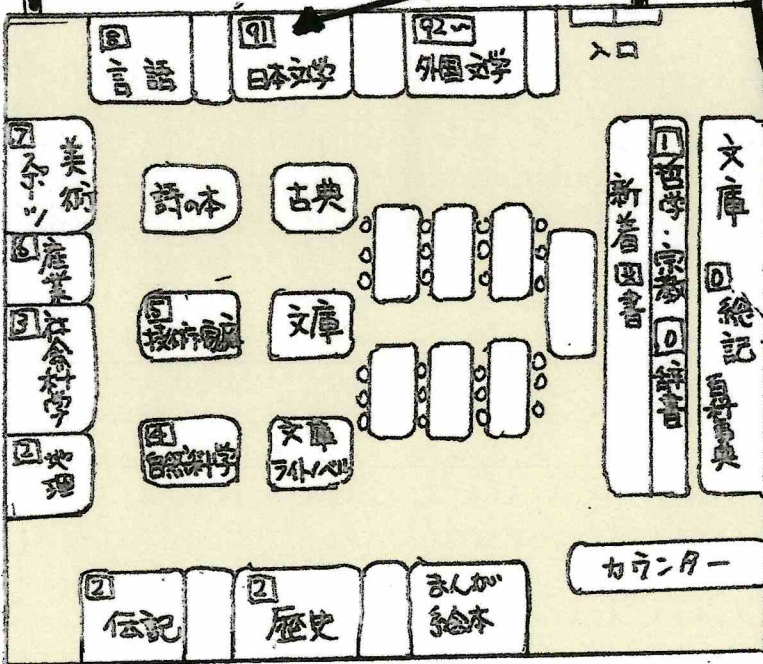 8
言語
91
日本文学
92〜
外国文学
入口
7
美術
スポーツ
6
産業
3
社会科学
2
地理
詩の本
古典
5
技術・家庭
文庫
4
自然科学
文庫
ライトノベル
新着図書
1
哲学・宗教
0
辞書
文庫
0
総記
百科事典
カウンター
2
伝記
2
歴史
まんが
絵本